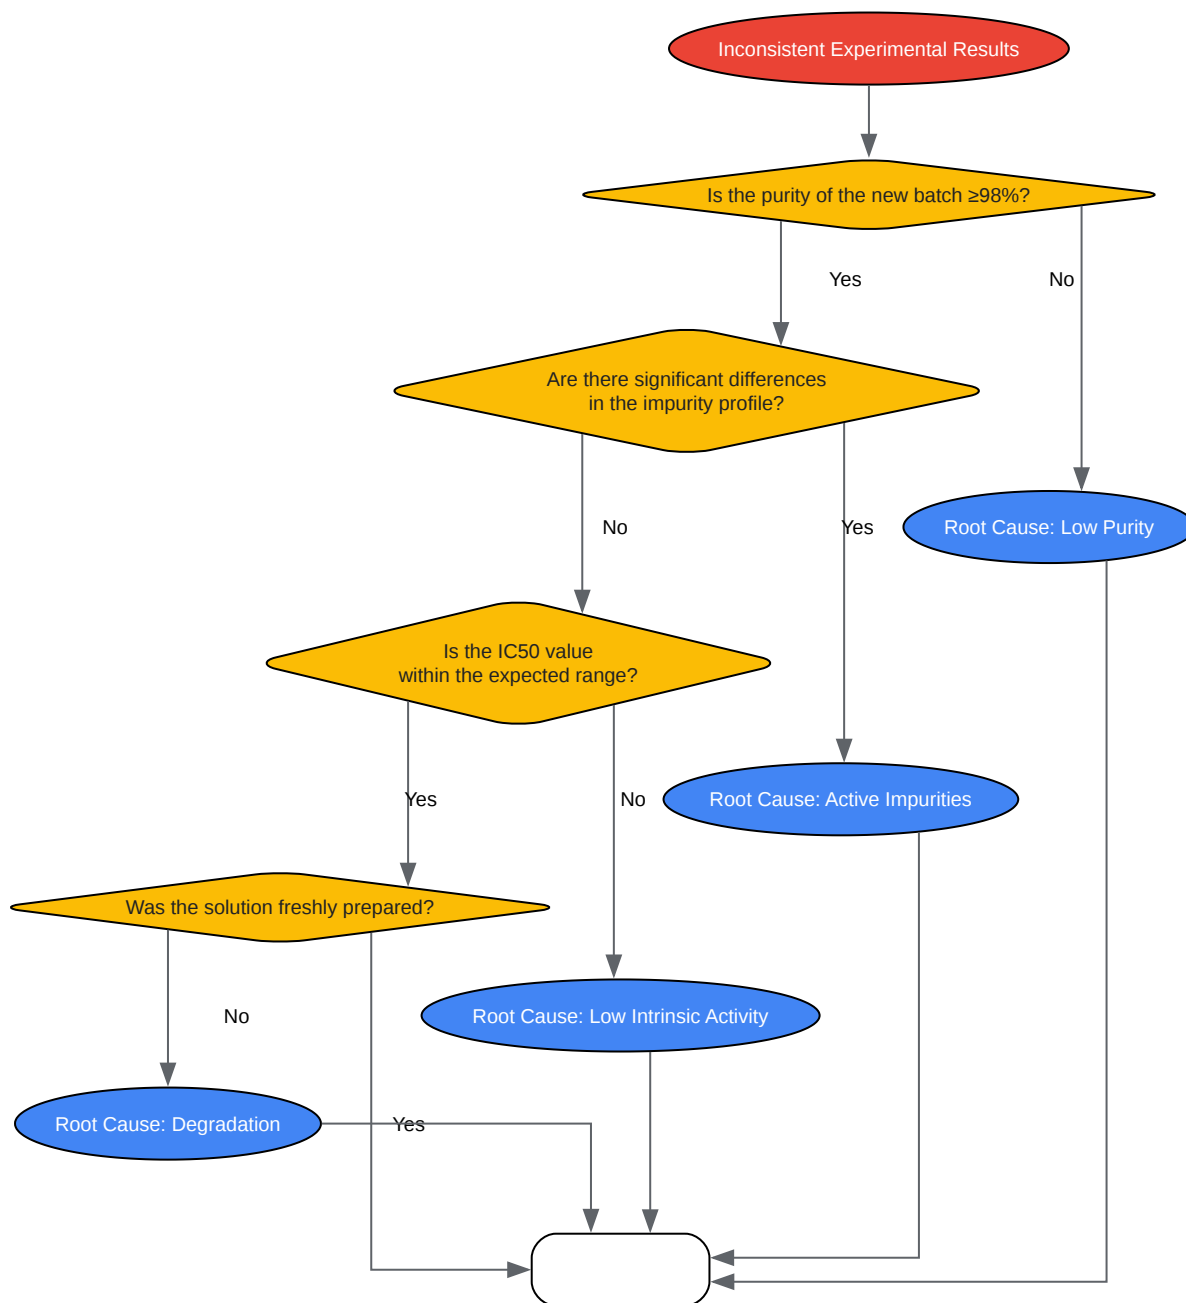 Inconsistent Experimental Results
Is the purity of the new batch ≥98%?
Yes
No
Are there significant differences
in the impurity profile?
No
Yes
Root Cause: Low Purity
Is the IC50 value
within the expected range?
Yes
No
Root Cause: Active Impurities
Was the solution freshly prepared?
No
Root Cause: Low Intrinsic Activity
Root Cause: Degradation
Yes